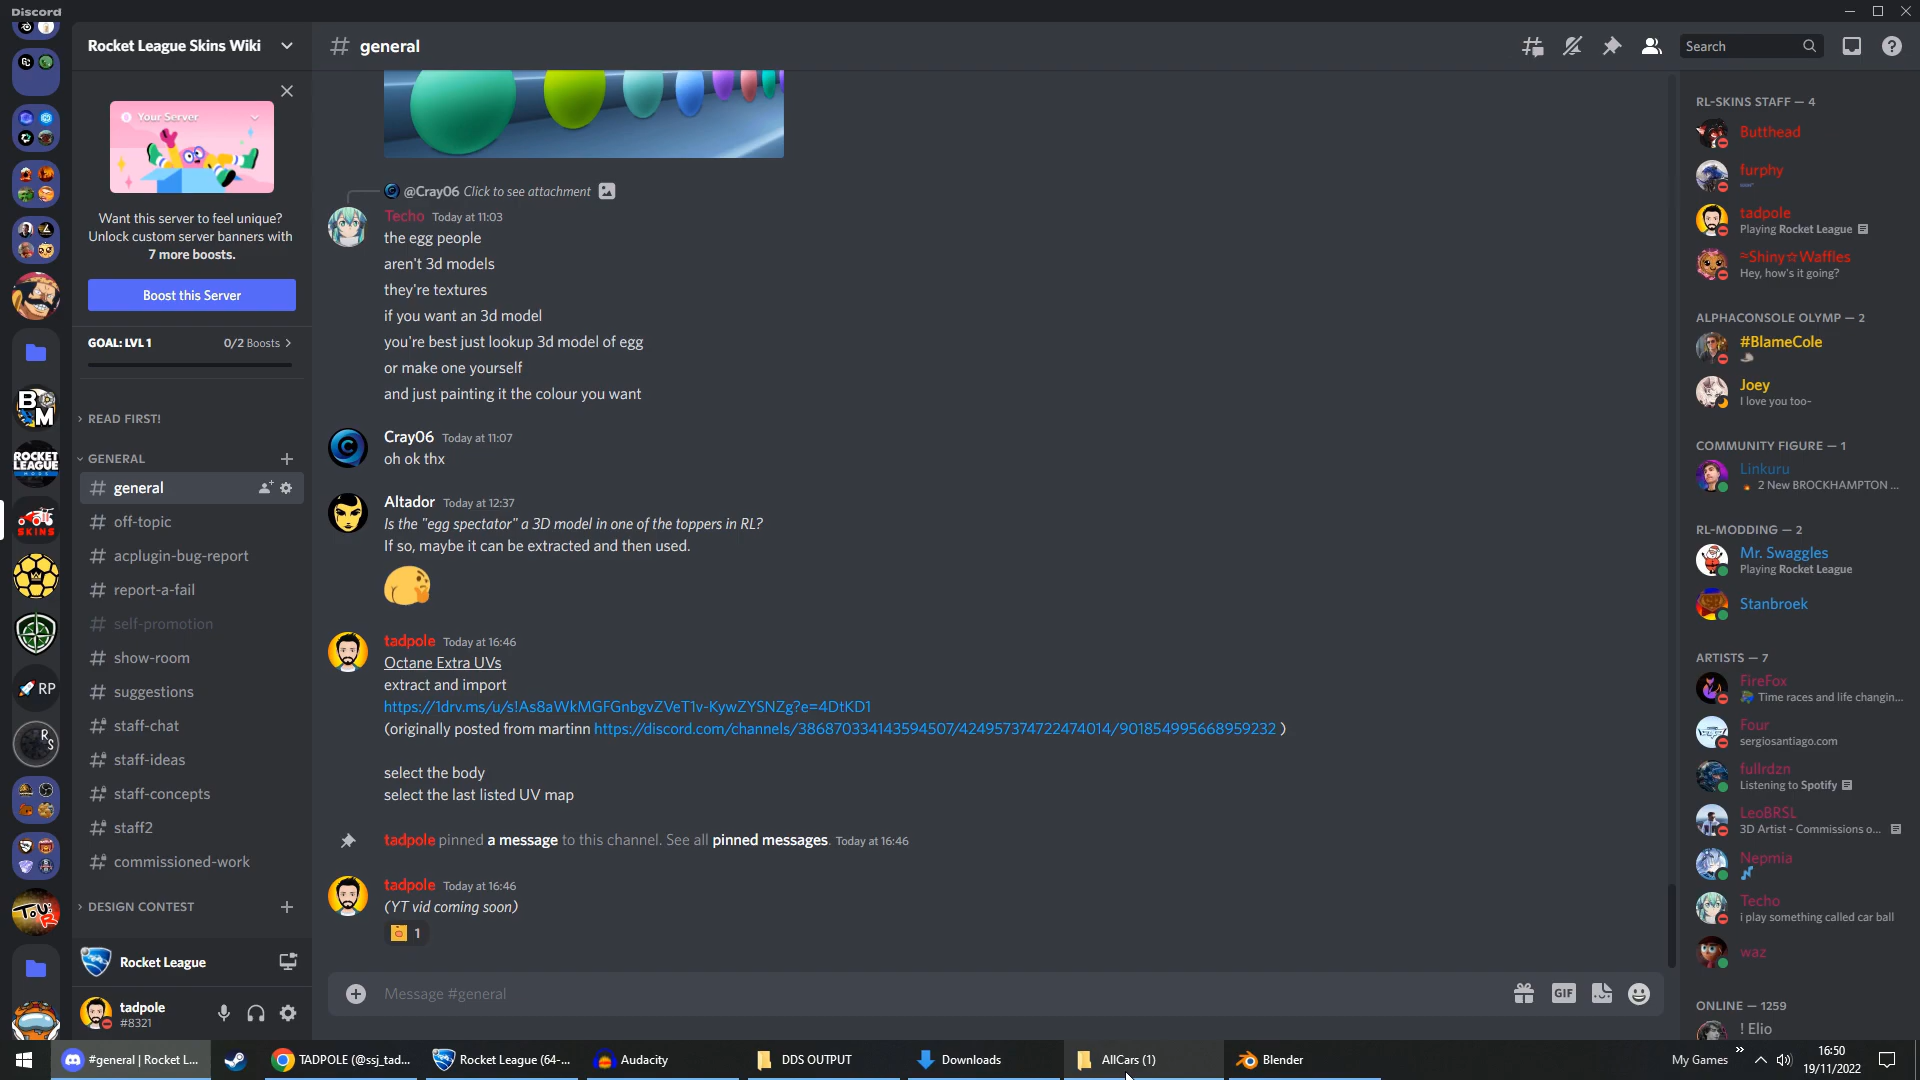 Discord
Rocket League Skins Wiki
Your Server
Want this server to feel unique?
Unlock custom server banners with
7 more boosts.
Boost this Server
GOAL: LVL 1
0/2 Boosts
READ FIRST!
GENERAL
general
off-topic
acplugin-bug-report
report-a-fail
self-promotion
show-room
suggestions
staff-chat
staff-ideas
staff-concepts
staff2
commissioned-work
DESIGN CONTEST
Rocket League
tadpole
#8321
ROCKET LEAGUE
SKINS
RP
general
Search
@Cray06 Click to see attachment
Techo Today at 11:03
the egg people
aren't 3d models
they're textures
if you want an 3d model
you're best just lookup 3d model of egg
or make one yourself
and just painting it the colour you want
Cray06 Today at 11:07
oh ok thx
Altador Today at 12:37
Is the "egg spectator" a 3D model in one of the toppers in RL?
If so, maybe it can be extracted and then used.
tadpole Today at 16:46
Octane Extra UVs
extract and import
https://1drv.ms/u/s!As8aWkMGFGnbgvZVeT1v-KywZYSNZg?e=4DtKD1
(originally posted from martinn https://discord.com/channels/386870334143594507/424957374722474014/901854995668959232 )
select the body
select the last listed UV map
tadpole pinned a message to this channel. See all pinned messages. Today at 16:46
tadpole Today at 16:46
(YT vid coming soon)
1
Message #general
GIF
RL-SKINS STAFF — 4
Butthead
furphy
tadpole
Playing Rocket League
≈Shiny☆Waffles
Hey, how's it going?
ALPHACONSOLE OLYMP — 2
#BlameCole
Joey
I love you too~
COMMUNITY FIGURE — 1
Linkuru
2 New BROCKHAMPTON ...
RL-MODDING — 2
Mr. Swaggles
Playing Rocket League
Stanbroek
ARTISTS — 7
FireFox
Time races and life changin...
Four
sergiosantiago.com
fullrdzn
Listening to Spotify
LeoBRSL
3D Artist - Commissions o...
Nepmia
Techo
i play something called car ball
waz
ONLINE — 1259
! Elio
#general | Rocket L...
TADPOLE (@ssj_tad...
Rocket League (64-...
Audacity
DDS OUTPUT
Downloads
AllCars (1)
Blender
My Games
16:50
19/11/2022